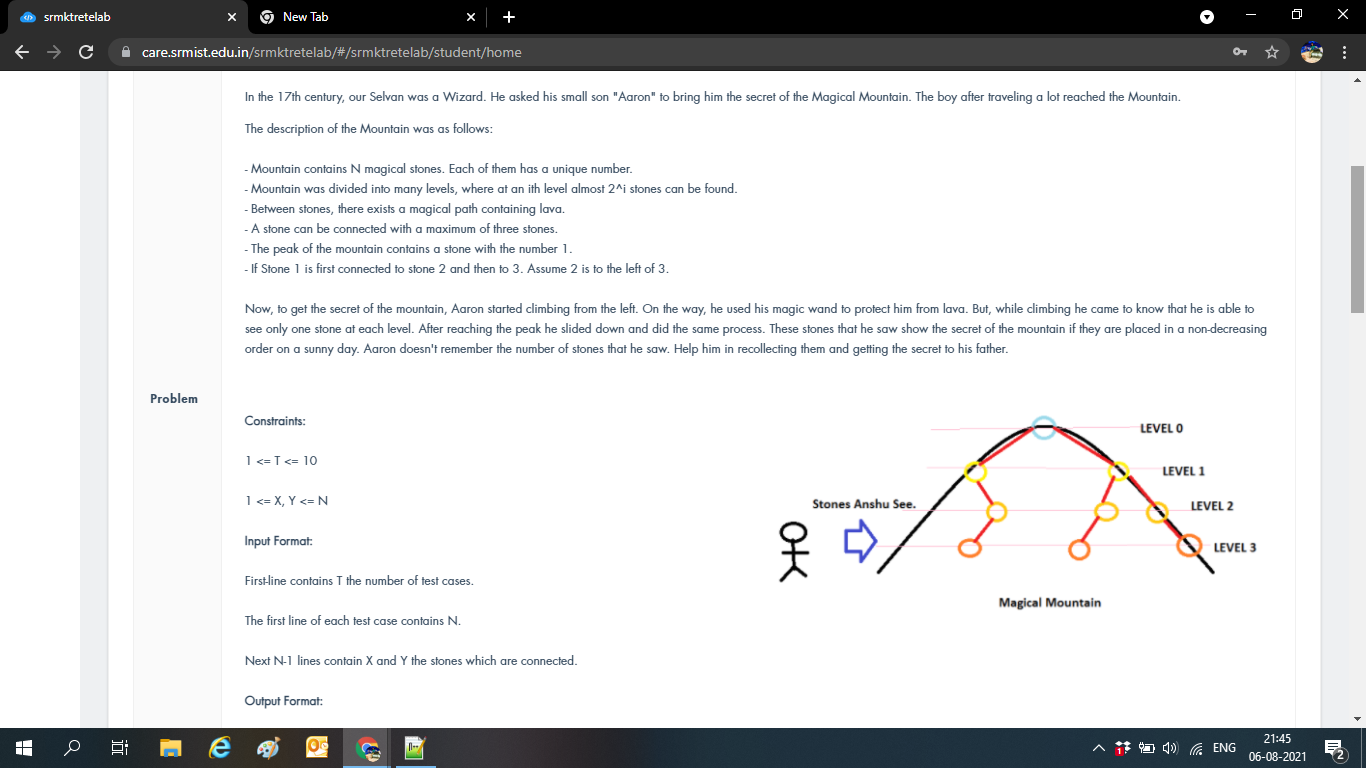 srmktretelab
New Tab
care.srmist.edu.in/srmktretelab/#/srmktretelab/student/home
In the 17th century, our Selvan was a Wizard. He asked his small son "Aaron" to bring him the secret of the Magical Mountain. The boy after traveling a lot reached the Mountain.
The description of the Mountain was as follows:
- Mountain contains N magical stones. Each of them has a unique number.
- Mountain was divided into many levels, where at an ith level almost 2^i stones can be found.
- Between stones, there exists a magical path containing lava.
- A stone can be connected with a maximum of three stones.
- The peak of the mountain contains a stone with the number 1.
- If Stone 1 is first connected to stone 2 and then to 3. Assume 2 is to the left of 3.
Now, to get the secret of the mountain, Aaron started climbing from the left. On the way, he used his magic wand to protect him from lava. But, while climbing he came to know that he is able to
see only one stone at each level. After reaching the peak he slided down and did the same process. These stones that he saw show the secret of the mountain if they are placed in a non-decreasing
order on a sunny day. Aaron doesn't remember the number of stones that he saw. Help him in recollecting them and getting the secret to his father.
Problem
Constraints:
1 <= T <= 10
1 <= X, Y <= N
Input Format:
First-line contains T the number of test cases.
The first line of each test case contains N.
Next N-1 lines contain X and Y the stones which are connected.
Output Format:
LEVEL 0
LEVEL 1
Stones Anshu See.
LEVEL 2
LEVEL 3
Magical Mountain
ENG
21:45
06-08-2021
2